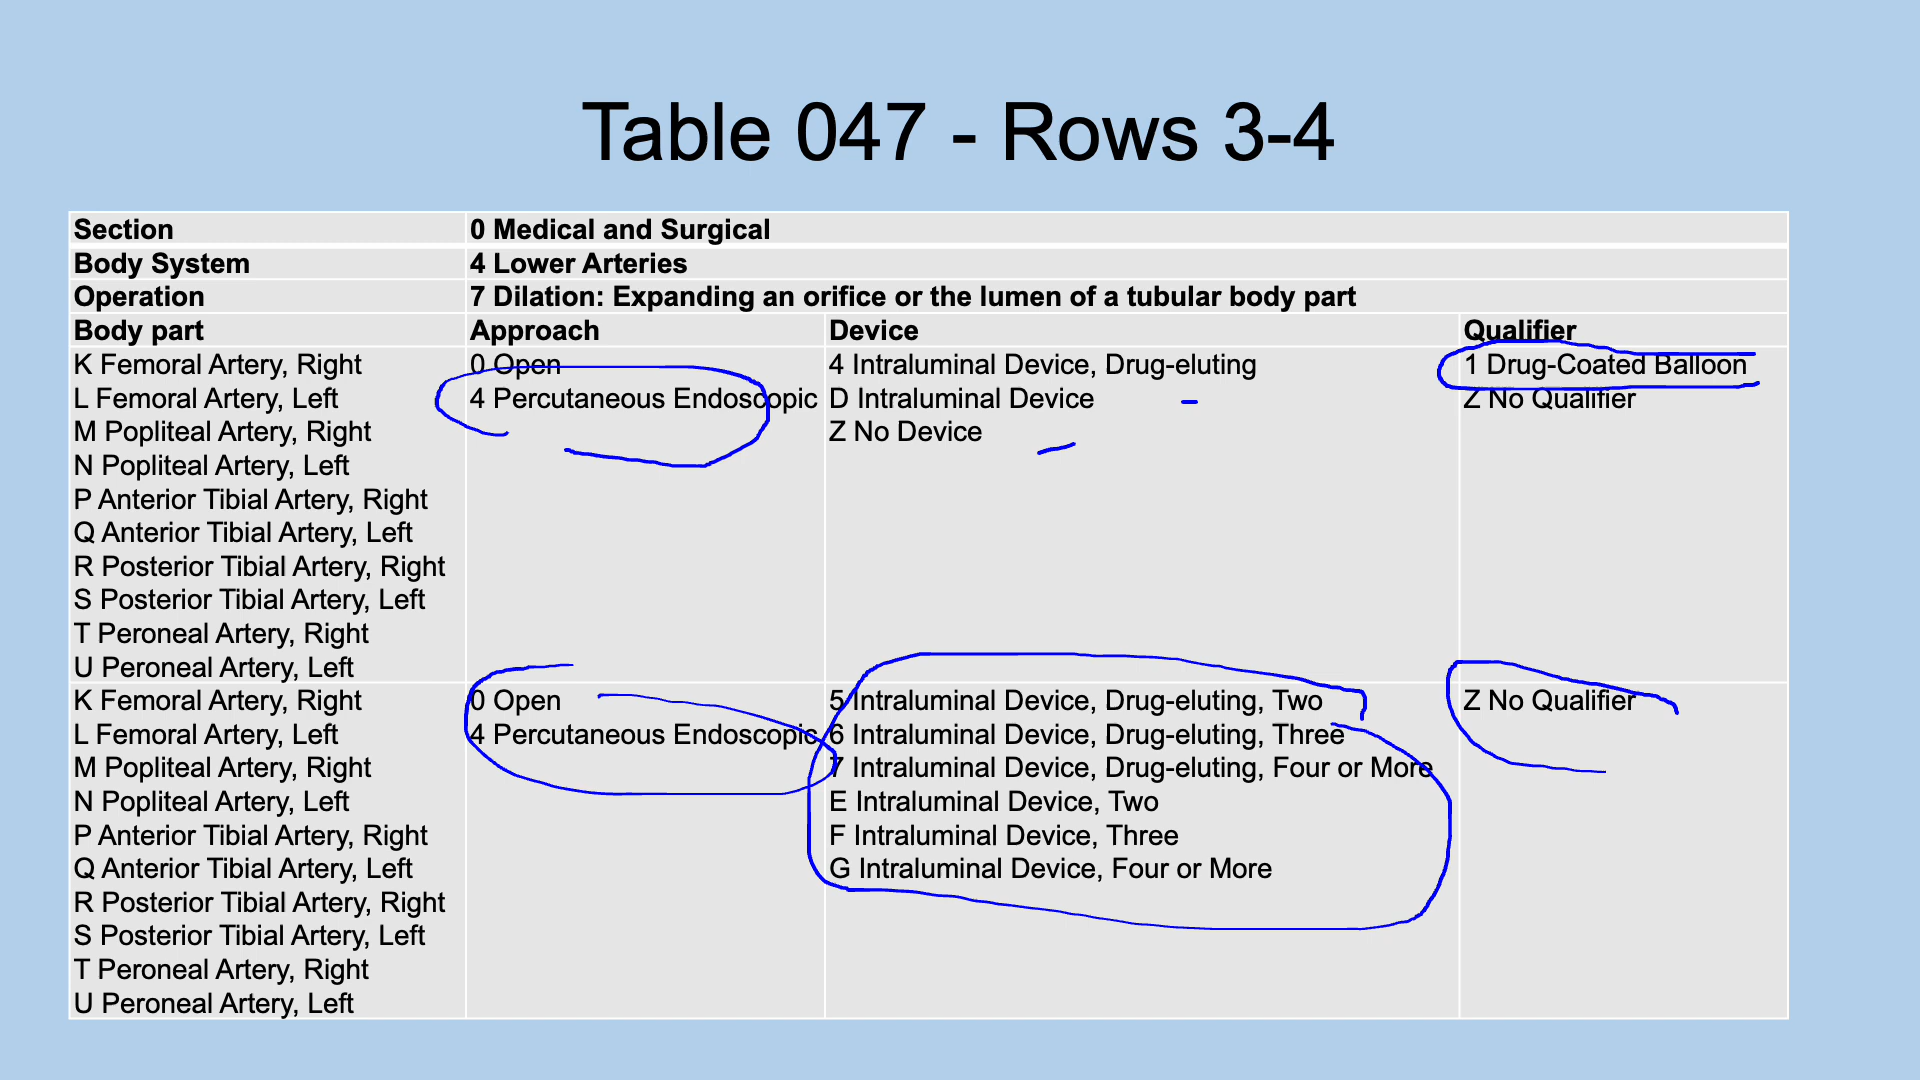 Table 047 - Rows 3-4
Section 0 Medical and Surgical
Body System 4 Lower Arteries
Operation 7 Dilation: Expanding an orifice or the lumen of a tubular body part
Body part Approach Device Qualifier
K Femoral Artery, Right 0 Open 4 Intraluminal Device, Drug-eluting 1 Drug-Coated Balloon
L Femoral Artery, Left 4 Percutaneous Endoscopic D Intraluminal Device Z No Qualifier
M Popliteal Artery, Right Z No Device
N Popliteal Artery, Left
P Anterior Tibial Artery, Right
Q Anterior Tibial Artery, Left
R Posterior Tibial Artery, Right
S Posterior Tibial Artery, Left
T Peroneal Artery, Right
U Peroneal Artery, Left
K Femoral Artery, Right 0 Open 5 Intraluminal Device, Drug-eluting, Two Z No Qualifier
L Femoral Artery, Left 4 Percutaneous Endoscopic 6 Intraluminal Device, Drug-eluting, Three
M Popliteal Artery, Right 7 Intraluminal Device, Drug-eluting, Four or More
N Popliteal Artery, Left E Intraluminal Device, Two
P Anterior Tibial Artery, Right F Intraluminal Device, Three
Q Anterior Tibial Artery, Left G Intraluminal Device, Four or More
R Posterior Tibial Artery, Right
S Posterior Tibial Artery, Left
T Peroneal Artery, Right
U Peroneal Artery, Left